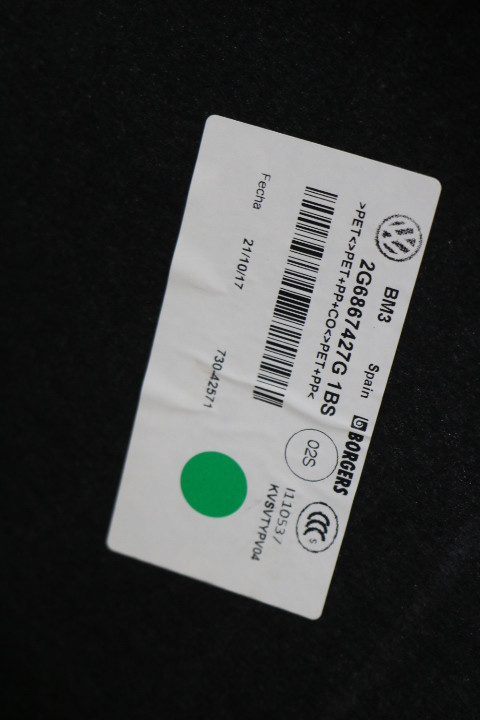 BM3 Spain BORGERS
2G6867427G 1BS
>PET<>PET+PP+CO<>PET+PP<
02S
I110537
KVSVTYPV04
Fecha 21/10/17 730-42571